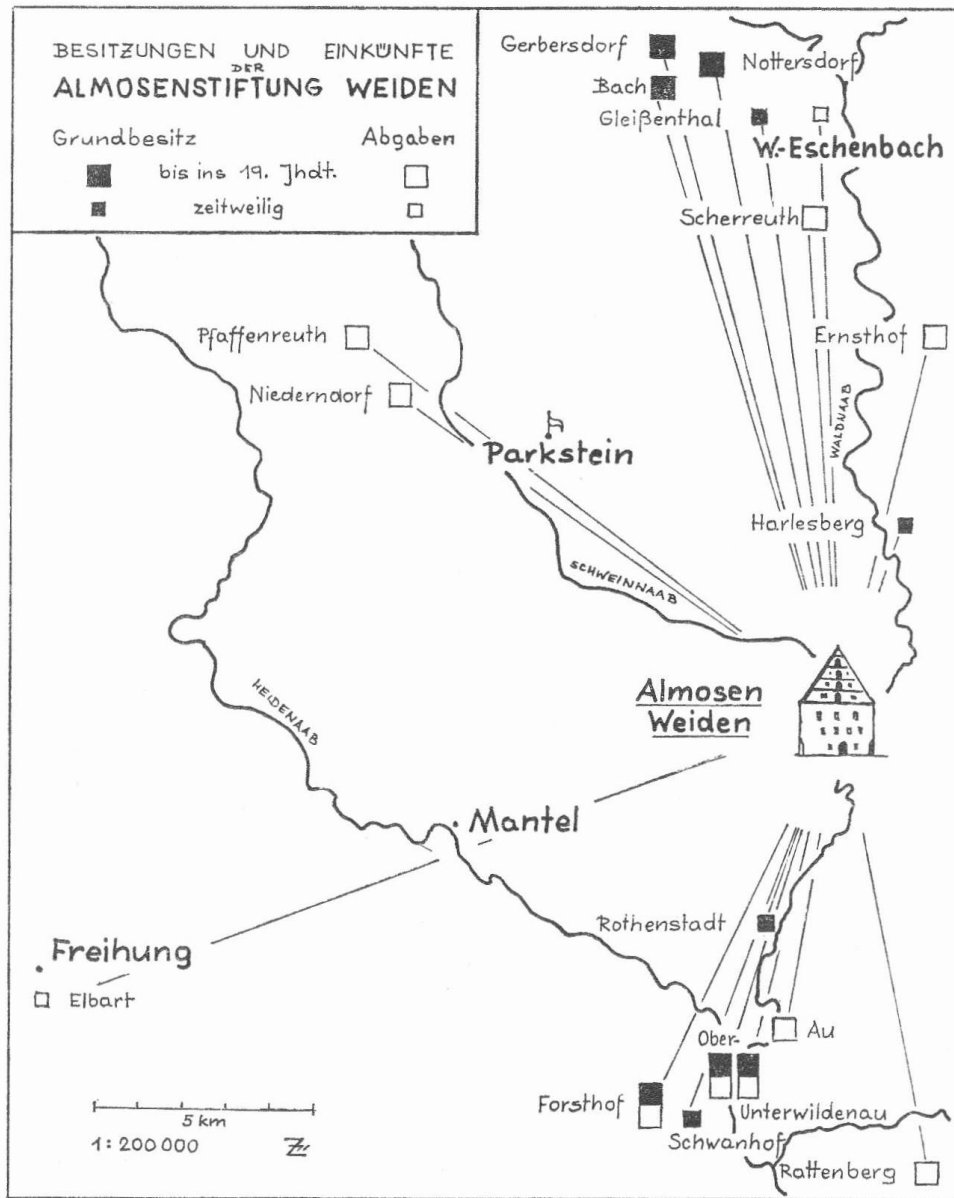 BESITZUNGEN UND EINKÜNFTE
DER
ALMOSENSTIFTUNG WEIDEN
Grundbesitz Abgaben
bis ins 19. Jhdt.
zeitweilig
Gerbersdorf
Nottersdorf
Bach
Gleißenthal
W.-Eschenbach
Scherreuth
Pfaffenreuth
Ernsthof
Niederndorf
WALDNAAB
Parkstein
Harlesberg
SCHWEINNAAB
Almosen
Weiden
HEIDENAAB
Mantel
Rothenstadt
Freihung
Elbart
Au
Ober-
Forsthof
Unterwildenau
Schwanhof
Rattenberg
5 km
1:200 000